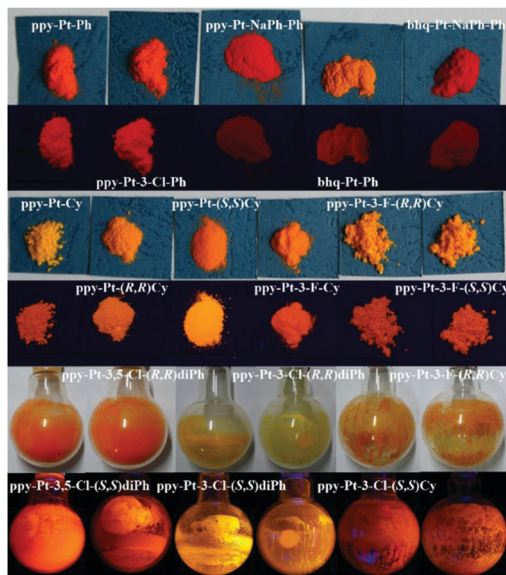 ppy-Pt-Ph ppy-Pt-NaPh-Ph bhq-Pt-NaPh-Ph
ppy-Pt-3-Cl-Ph bhq-Pt-Ph
ppy-Pt-Cy ppy-Pt-(S,S)Cy ppy-Pt-3-F-(R,R)Cy
ppy-Pt-(R,R)Cy ppy-Pt-3-F-Cy ppy-Pt-3-F-(S,S)Cy
ppy-Pt-3,5-Cl-(R,R)diPh ppy-Pt-3-Cl-(R,R)diPh ppy-Pt-3-F-(R,R)Cy
ppy-Pt-3,5-Cl-(S,S)diPh ppy-Pt-3-Cl-(S,S)diPh ppy-Pt-3-Cl-(S,S)Cy